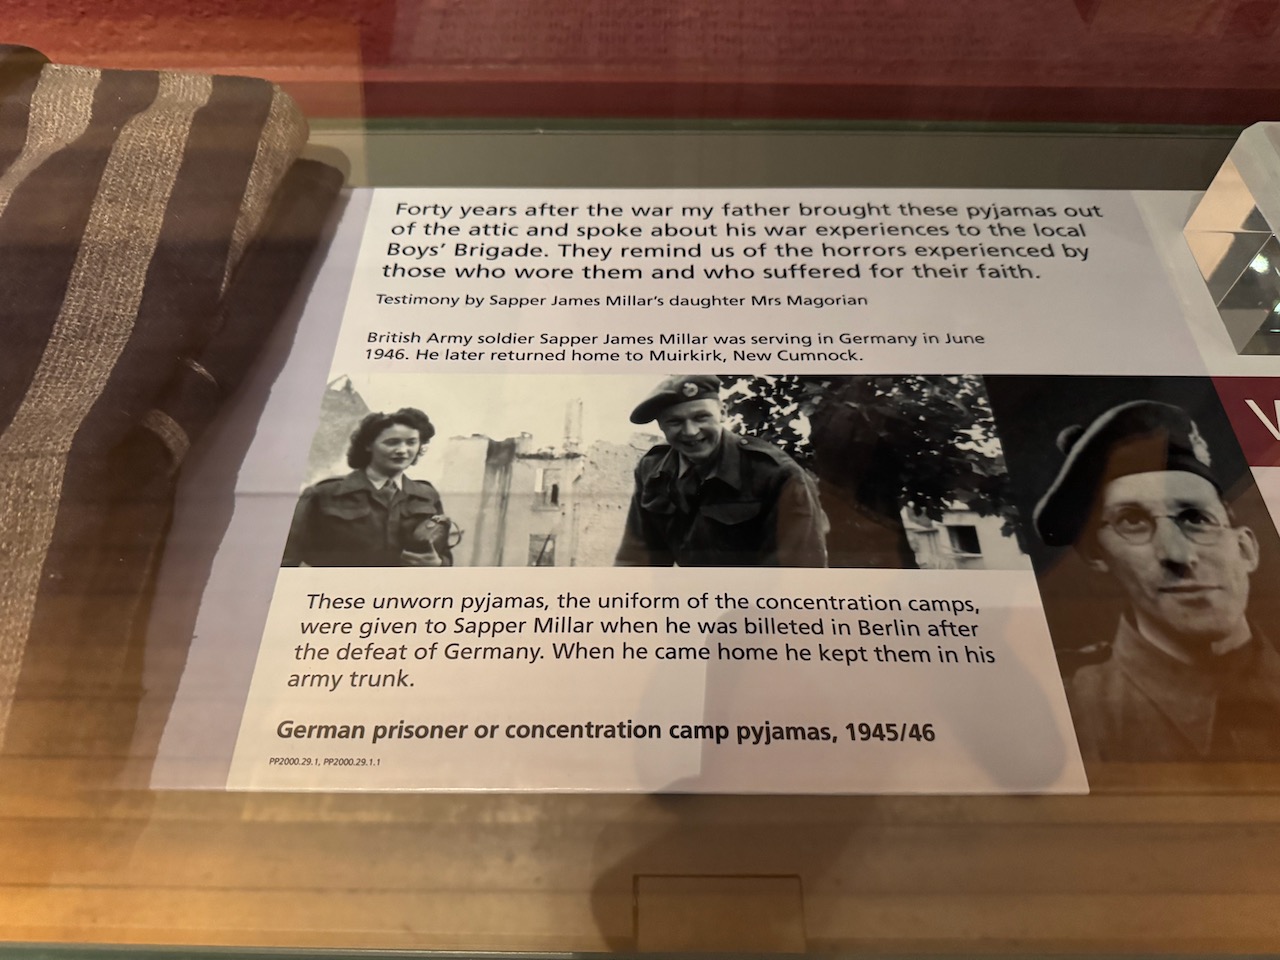 Forty years after the war my father brought these pyjamas out
of the attic and spoke about his war experiences to the local
Boys' Brigade. They remind us of the horrors experienced by
those who wore them and who suffered for their faith.
Testimony by Sapper James Millar's daughter Mrs Magorian
British Army soldier Sapper James Millar was serving in Germany in June
1946. He later returned home to Muirkirk, New Cumnock.
These unworn pyjamas, the uniform of the concentration camps,
were given to Sapper Millar when he was billeted in Berlin after
the defeat of Germany. When he came home he kept them in his
army trunk.
German prisoner or concentration camp pyjamas, 1945/46
PP2000.29.1, PP2000.29.1.1